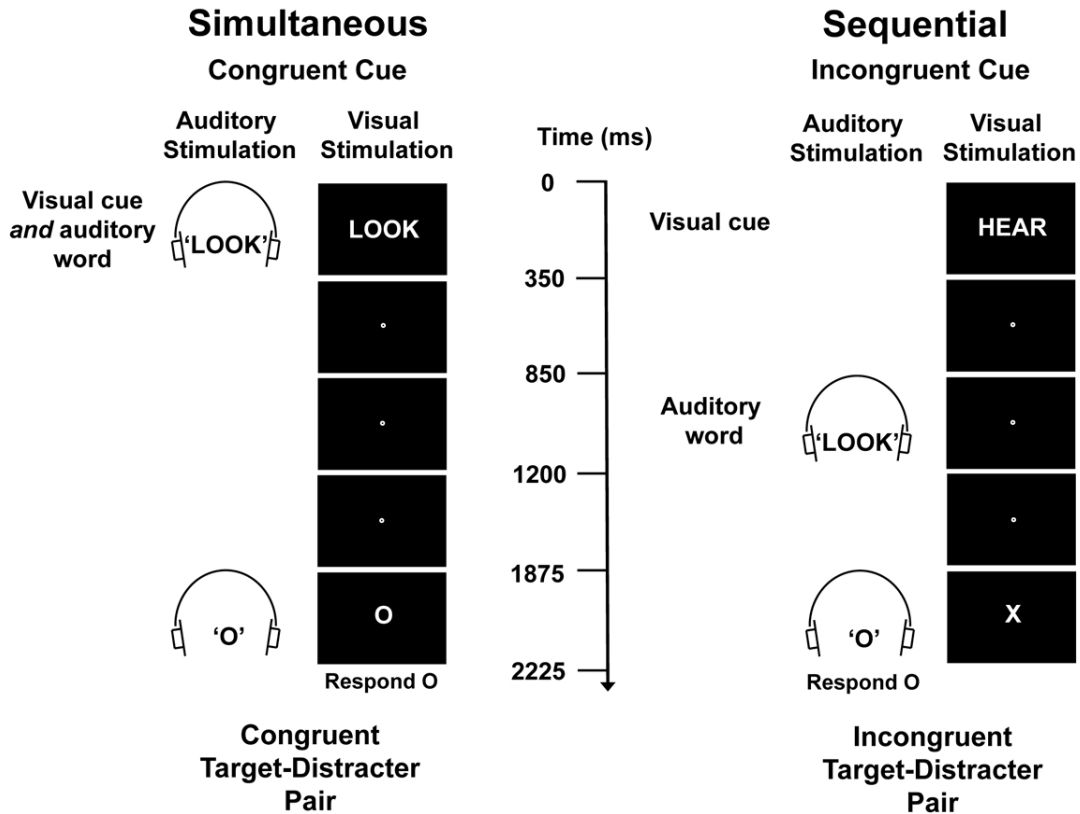 Simultaneous
Congruent Cue
Auditory
Stimulation
Visual
Stimulation
Visual cue
and auditory
word
'LOOK'
LOOK
'O'
O
Respond O
Congruent
Target-Distracter
Pair
Time (ms)
0
350
850
1200
1875
2225
Sequential
Incongruent Cue
Auditory
Stimulation
Visual
Stimulation
Visual cue
HEAR
Auditory
word
‘LOOK’
‘O’
X
Respond O
Incongruent
Target-Distracter
Pair